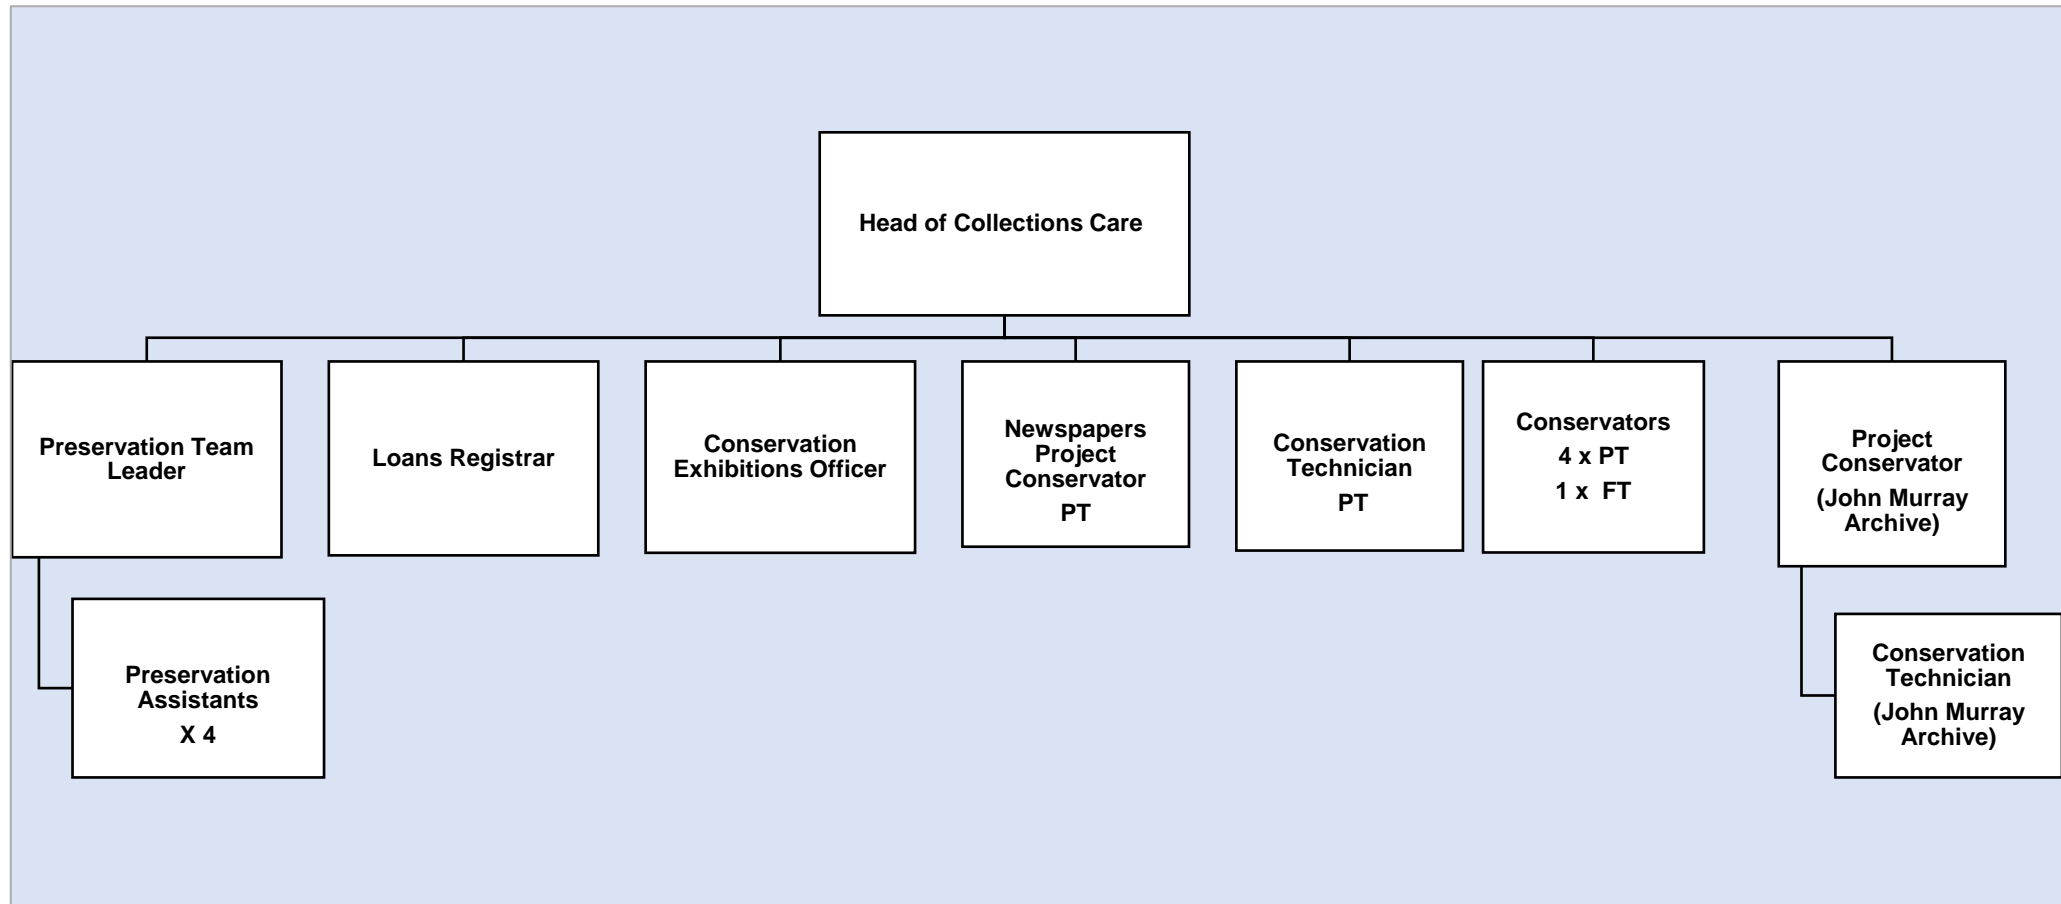 Head of Collections Care
Preservation Team
Leader
Loans Registrar
Conservation
Exhibitions Officer
Newspapers
Project
Conservator
PT
Conservation
Technician
PT
Conservators
4 x PT
1 x  FT
Project
Conservator
(John Murray
Archive)
Preservation
Assistants
X 4
Conservation
Technician
(John Murray
Archive)